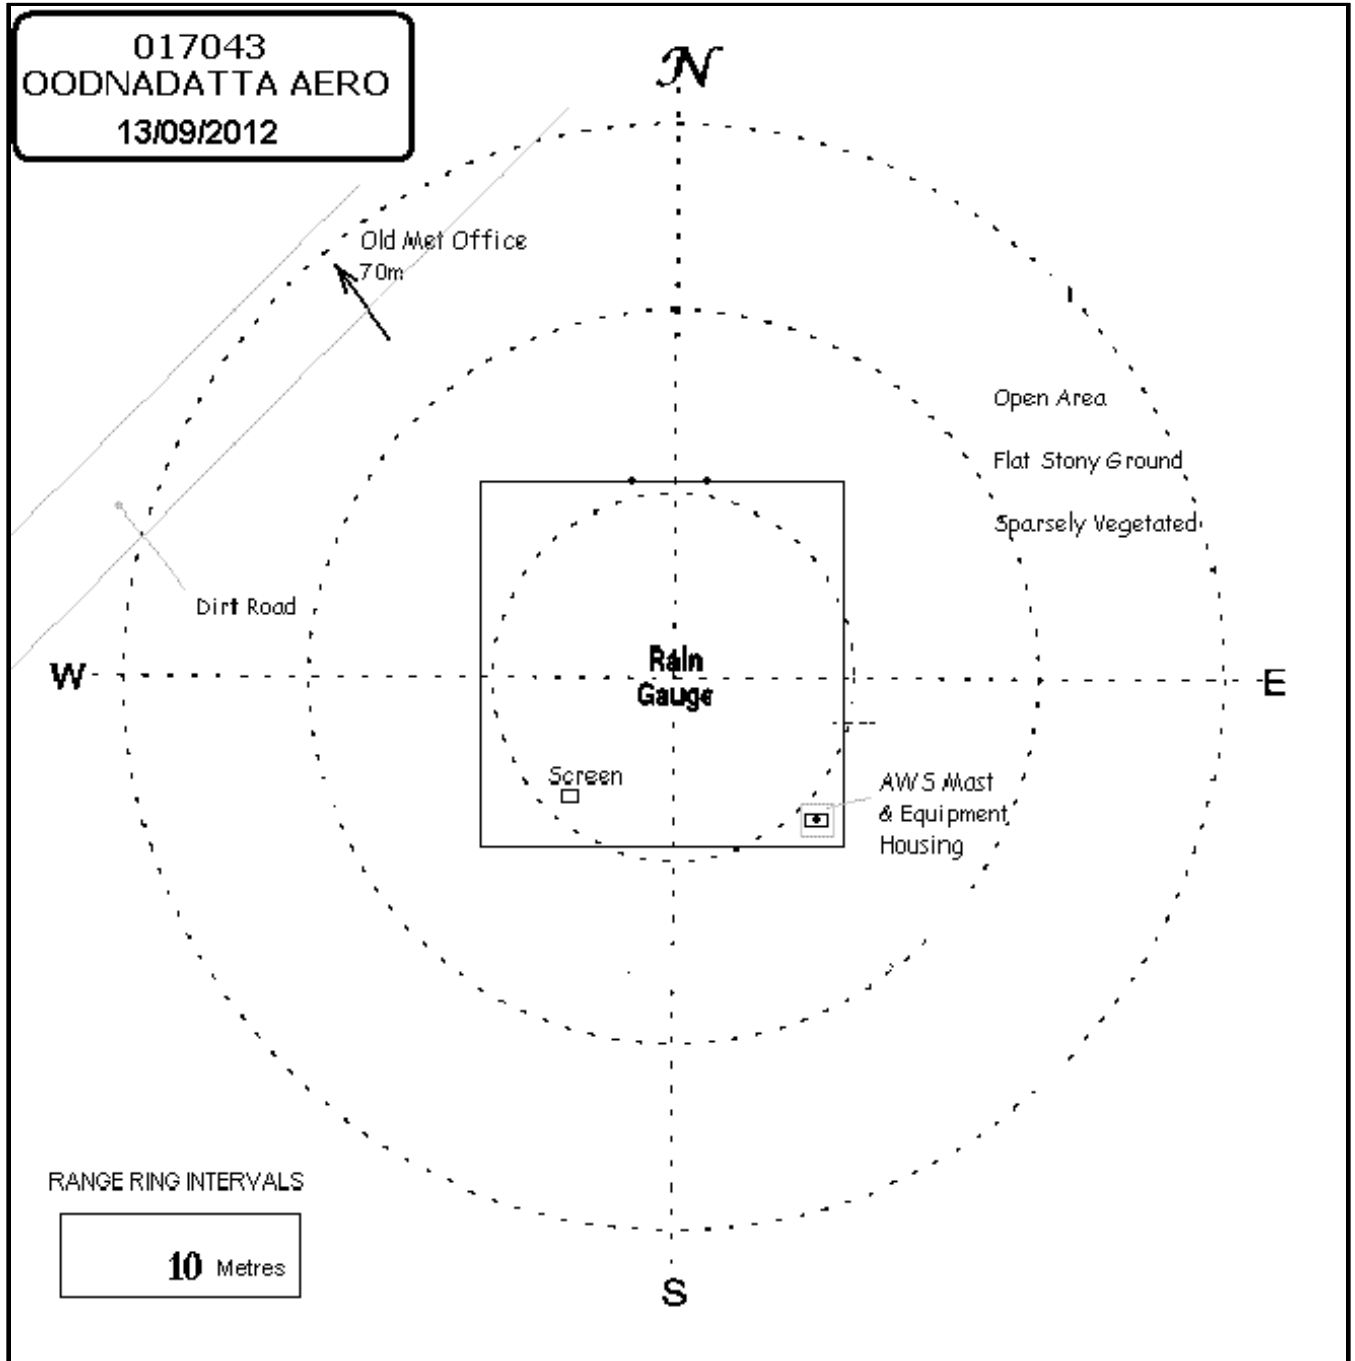 017043
OODNADATTA AERO
13/09/2012
N
Old Met Office
70m
Open Area
Flat Stony Ground
Sparsely Vegetated
Dirt Road
W
Rain
Gauge
E
Screen
AWS Mast
& Equipment
Housing
RANGE RING INTERVALS
10 Metres
S